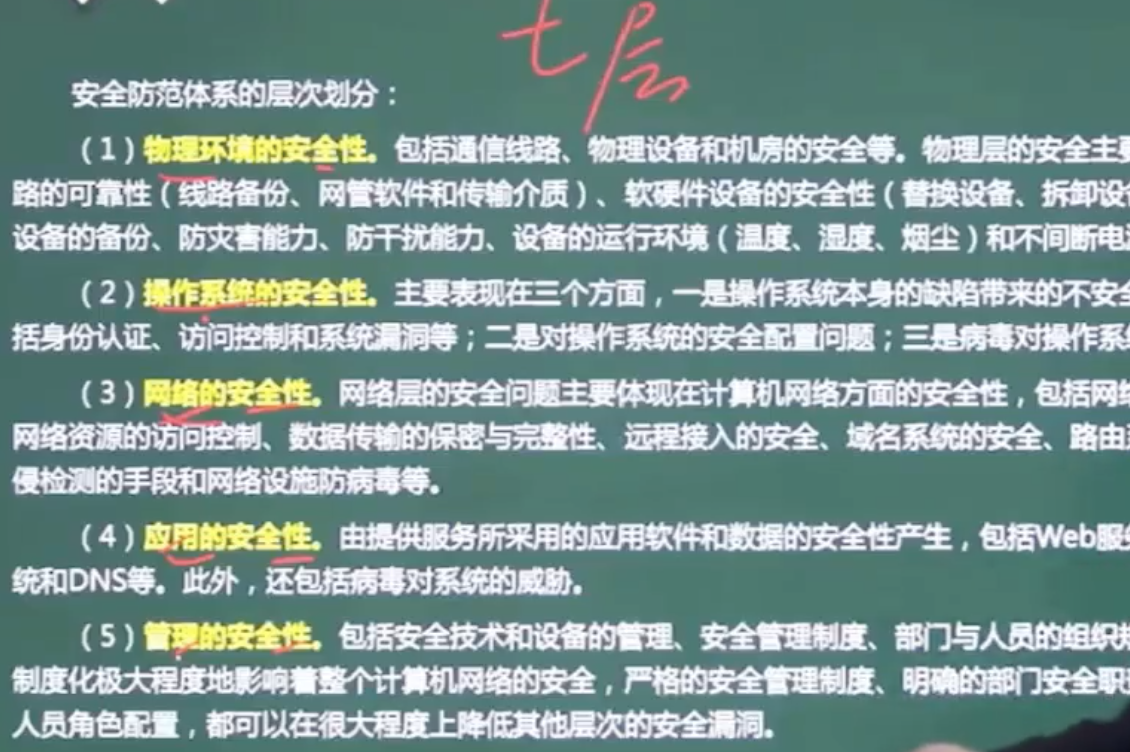 七层
安全防范体系的层次划分：
（1）物理环境的安全性。包括通信线路、物理设备和机房的安全等。物理层的安全主要
路的可靠性（线路备份、网管软件和传输介质）、软硬件设备的安全性（替换设备、拆卸设备
设备的备份、防灾害能力、防干扰能力、设备的运行环境（温度、湿度、烟尘）和不间断电
（2）操作系统的安全性。主要表现在三个方面，一是操作系统本身的缺陷带来的不安全
括身份认证、访问控制和系统漏洞等；二是对操作系统的安全配置问题；三是病毒对操作系
（3）网络的安全性。网络层的安全问题主要体现在计算机网络方面的安全性，包括网络
网络资源的访问控制、数据传输的保密与完整性、远程接入的安全、域名系统的安全、路由
侵检测的手段和网络设施防病毒等。
（4）应用的安全性。由提供服务所采用的应用软件和数据的安全性产生，包括Web服
统和DNS等。此外，还包括病毒对系统的威胁。
（5）管理的安全性。包括安全技术和设备的管理、安全管理制度、部门与人员的组织
制度化极大程度地影响着整个计算机网络的安全，严格的安全管理制度、明确的部门安全职
人员角色配置，都可以在很大程度上降低其他层次的安全漏洞。